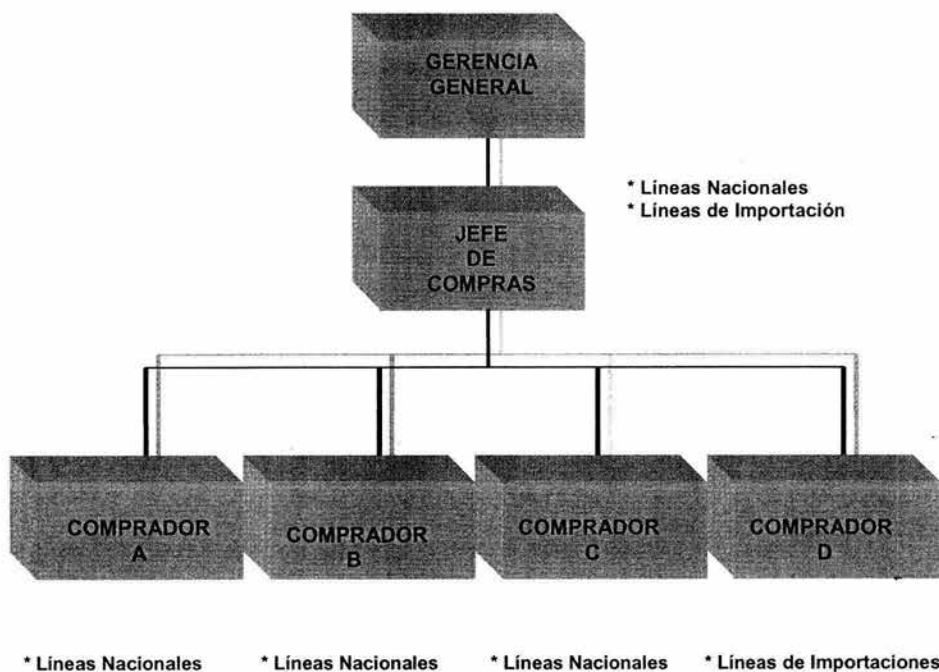 GERENCIA
GENERAL
* Líneas Nacionales
* Líneas de Importación
JEFE
DE
COMPRAS
COMPRADOR
A
COMPRADOR
B
COMPRADOR
C
COMPRADOR
D
* Líneas Nacionales
* Líneas Nacionales
* Líneas Nacionales
* Líneas de Importaciones